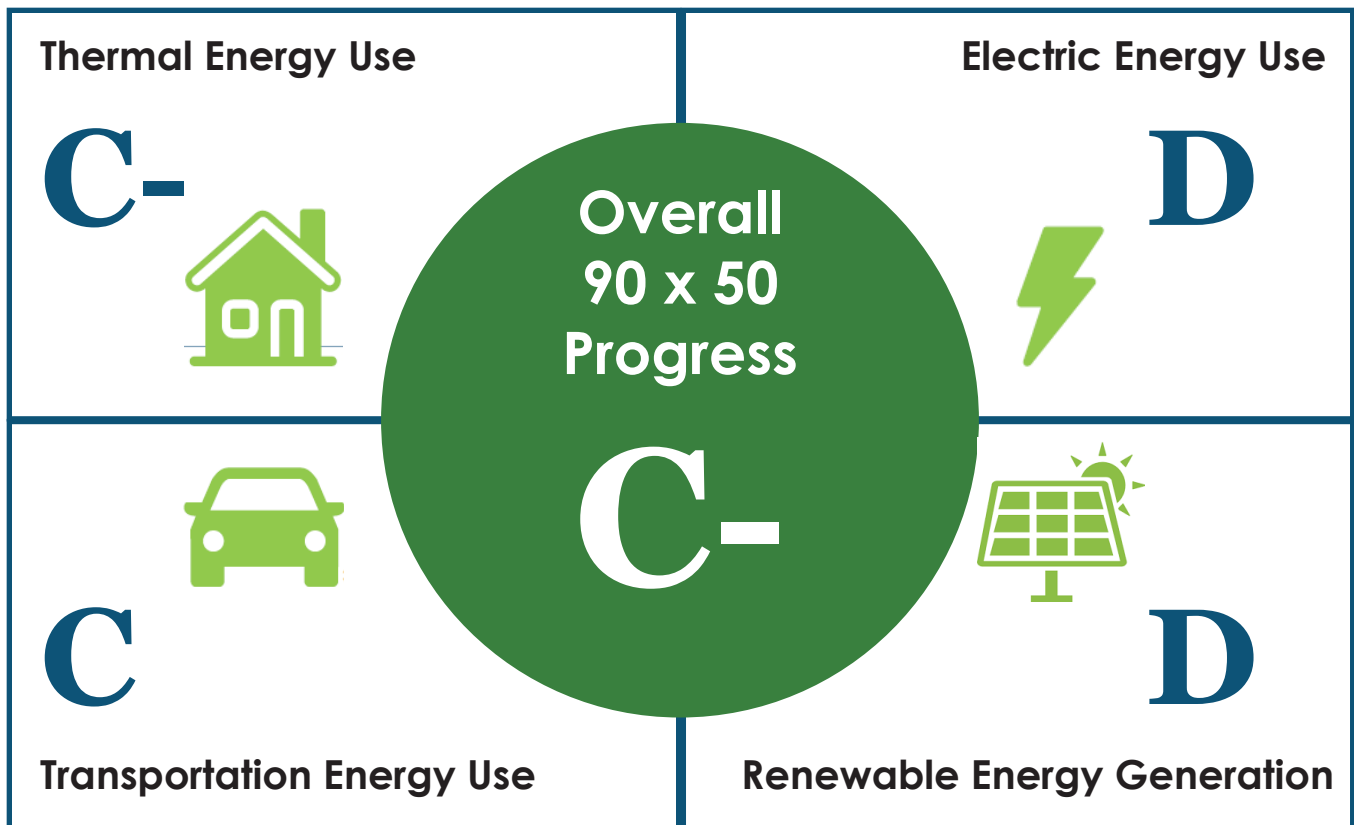 Thermal Energy Use
C-
Electric Energy Use
D
Overall
90 x 50
Progress
C-
C
Transportation Energy Use
D
Renewable Energy Generation